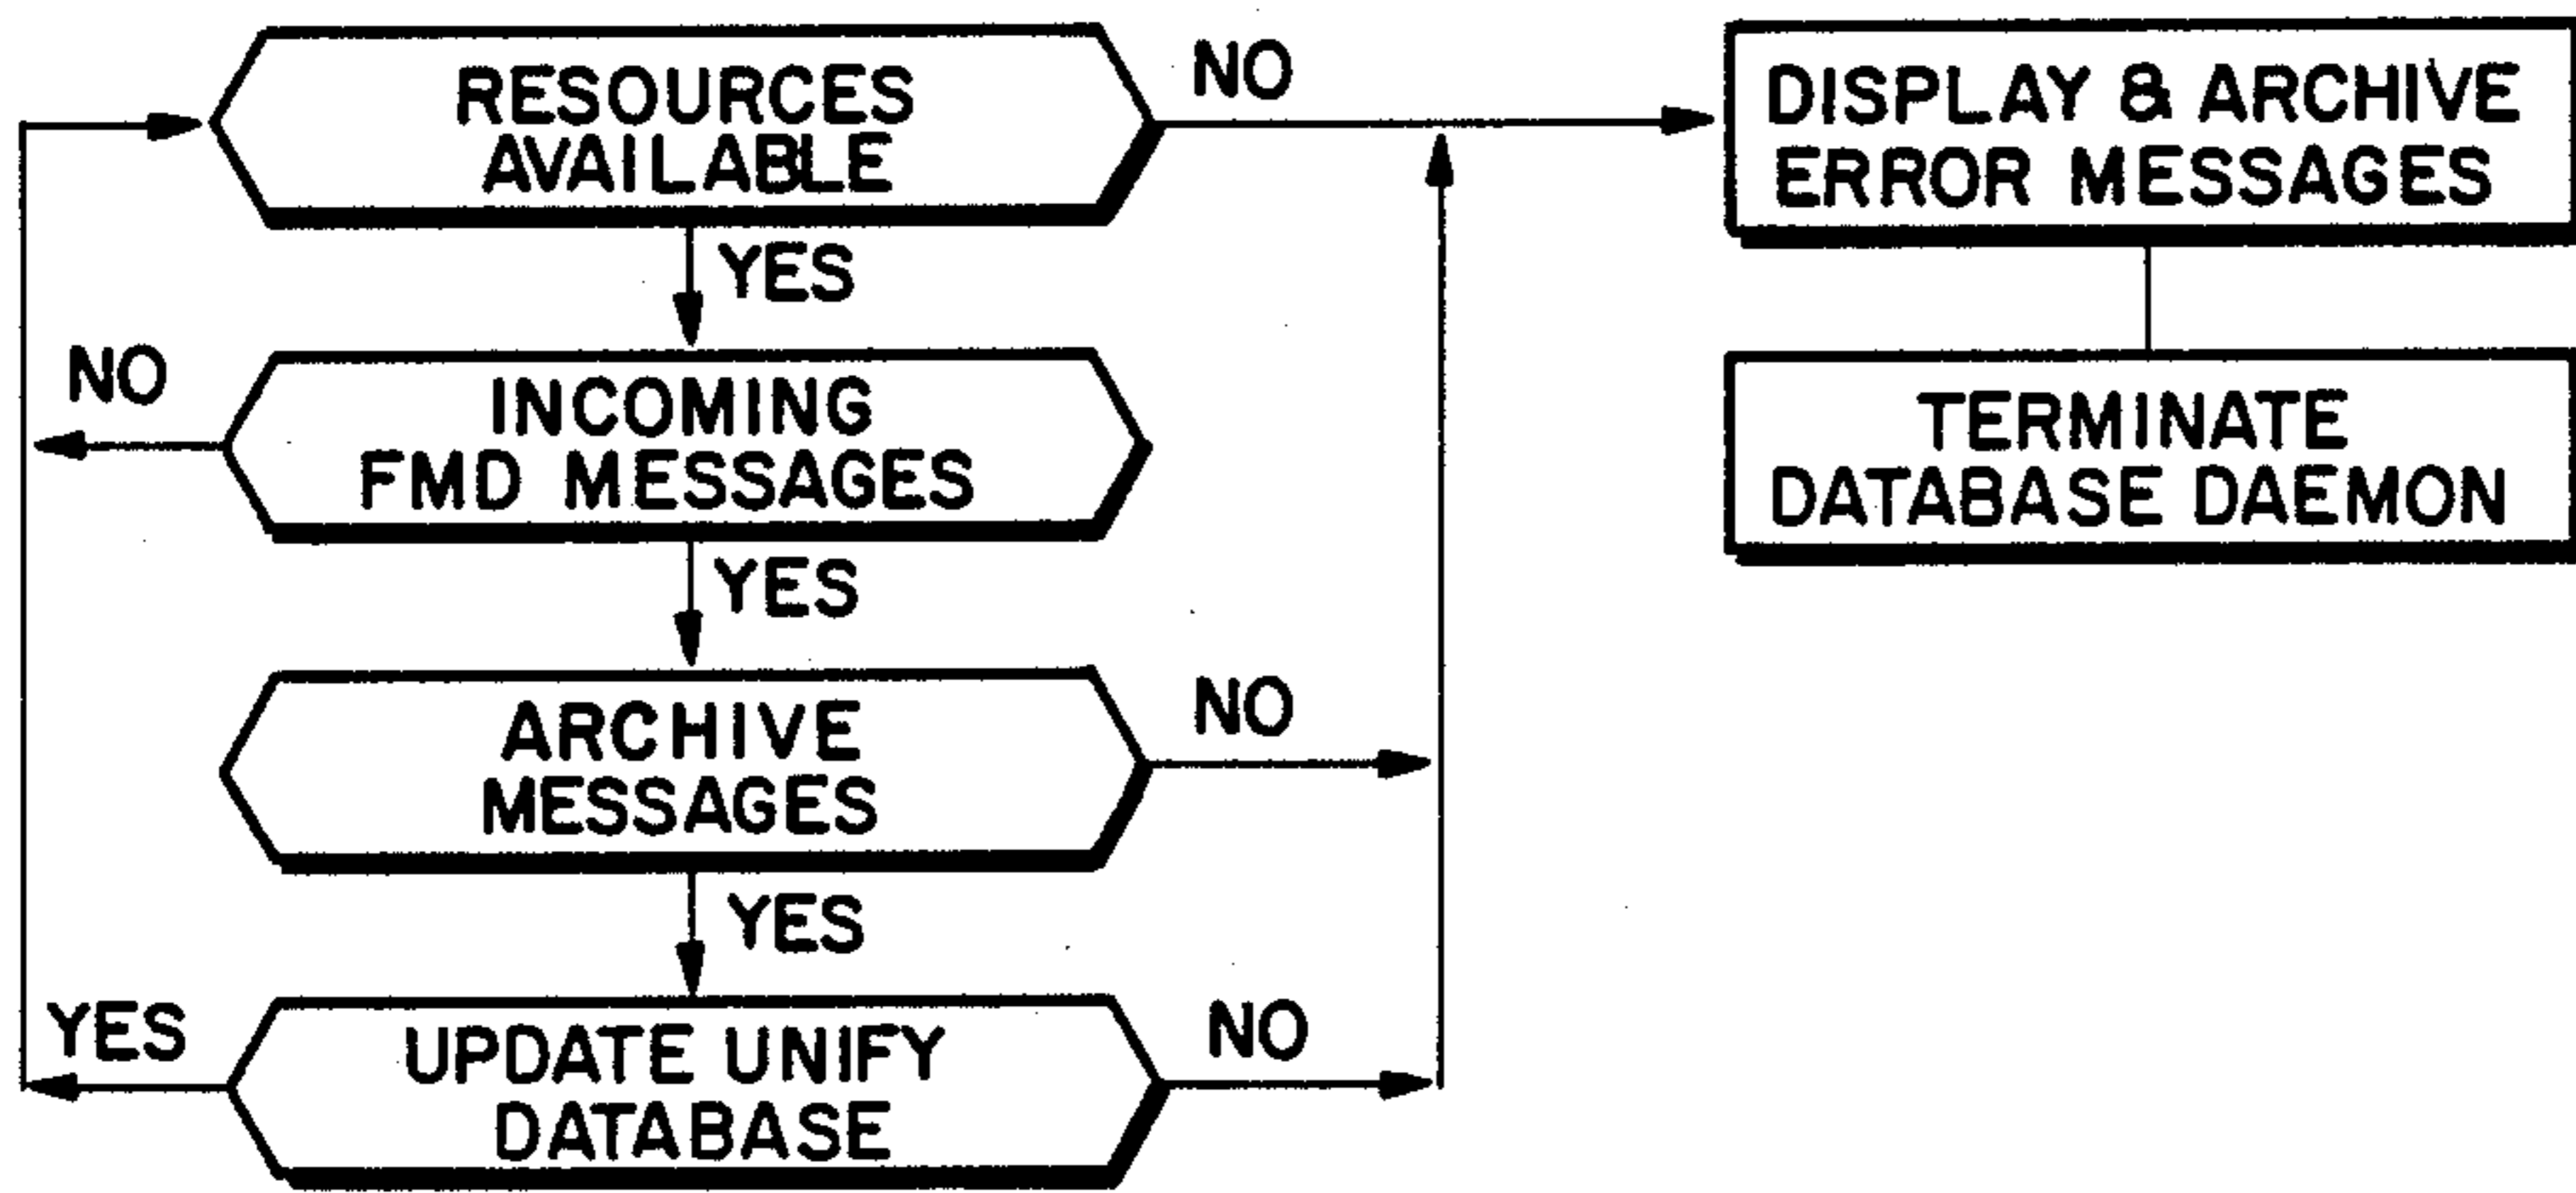 RESOURCES
AVAILABLE
NO
DISPLAY & ARCHIVE
ERROR MESSAGES
YES
NO
INCOMING
FMD MESSAGES
TERMINATE
DATABASE DAEMON
YES
ARCHIVE
MESSAGES
NO
YES
YES
UPDATE UNIFY
DATABASE
NO